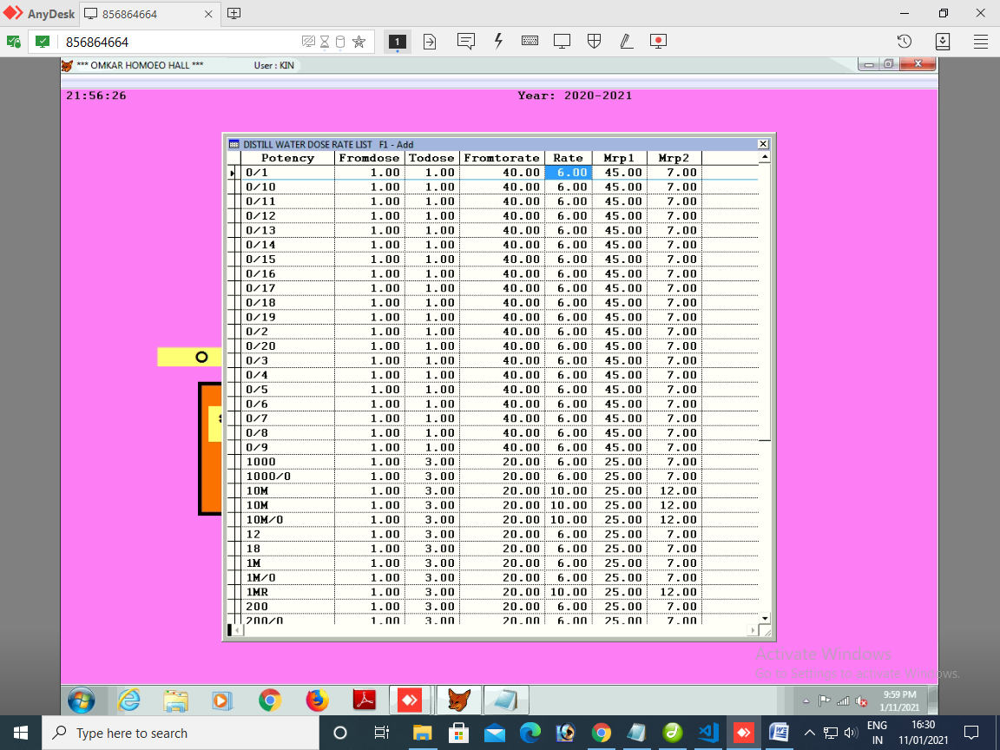 AnyDesk 856864664
856864664 1
*** OMKAR HOMOEO HALL *** User : KIN
21:56:26 Year: 2020-2021
DISTILL WATER DOSE RATE LIST F1 - Add
Potency Fromdose Todose Fromtorate Rate Mrp1 Mrp2
0/1 1.00 1.00 40.00 6.00 45.00 7.00
0/10 1.00 1.00 40.00 6.00 45.00 7.00
0/11 1.00 1.00 40.00 6.00 45.00 7.00
0/12 1.00 1.00 40.00 6.00 45.00 7.00
0/13 1.00 1.00 40.00 6.00 45.00 7.00
0/14 1.00 1.00 40.00 6.00 45.00 7.00
0/15 1.00 1.00 40.00 6.00 45.00 7.00
0/16 1.00 1.00 40.00 6.00 45.00 7.00
0/17 1.00 1.00 40.00 6.00 45.00 7.00
0/18 1.00 1.00 40.00 6.00 45.00 7.00
0/19 1.00 1.00 40.00 6.00 45.00 7.00
0/2 1.00 1.00 40.00 6.00 45.00 7.00
0/20 1.00 1.00 40.00 6.00 45.00 7.00
0/3 1.00 1.00 40.00 6.00 45.00 7.00
0/4 1.00 1.00 40.00 6.00 45.00 7.00
0/5 1.00 1.00 40.00 6.00 45.00 7.00
0/6 1.00 1.00 40.00 6.00 45.00 7.00
0/7 1.00 1.00 40.00 6.00 45.00 7.00
0/8 1.00 1.00 40.00 6.00 45.00 7.00
0/9 1.00 1.00 40.00 6.00 45.00 7.00
1000 1.00 3.00 20.00 6.00 25.00 7.00
1000/0 1.00 3.00 20.00 6.00 25.00 7.00
10M 1.00 3.00 20.00 10.00 25.00 12.00
10M 1.00 3.00 20.00 10.00 25.00 12.00
10M/0 1.00 3.00 20.00 10.00 25.00 12.00
12 1.00 3.00 20.00 6.00 25.00 7.00
18 1.00 3.00 20.00 6.00 25.00 7.00
1M 1.00 3.00 20.00 6.00 25.00 7.00
1M/0 1.00 3.00 20.00 6.00 25.00 7.00
1MR 1.00 3.00 20.00 10.00 25.00 12.00
200 1.00 3.00 20.00 6.00 25.00 7.00
200/0 1.00 3.00 20.00 6.00 25.00 7.00
O
Activate Windows
Go to Settings to activate Windows.
9:59 PM
1/11/2021
Type here to search
ENG
IN
16:30
11/01/2021